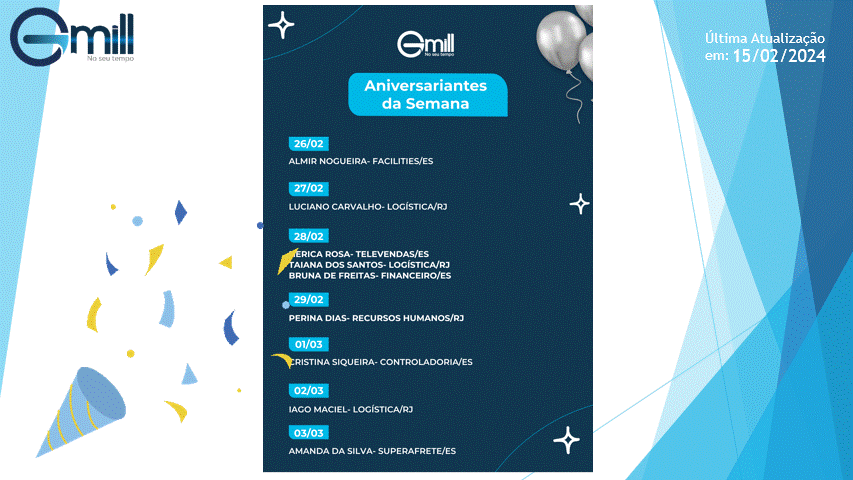 Gmill
No seu tempo
Última Atualização
em: 15/02/2024
Gmill
No seu tempo
Aniversariantes
da Semana
26/02
ALMIR NOGUEIRA- FACILITIES/ES
27/02
LUCIANO CARVALHO- LOGÍSTICA/RJ
28/02
ROSA- TELEVENDAS/ES
TAIANA DOS SANTOS- LOGÍSTICA/RJ
BRUNA DE FREITAS- FINANCEIRO/ES
29/02
PERINA DIAS- RECURSOS HUMANOS/RJ
01/03
CRISTINA SIQUEIRA- CONTROLADORIA/ES
02/03
IAGO MACIEL- LOGÍSTICA/RJ
03/03
AMANDA DA SILVA- SUPERAFRETE/ES